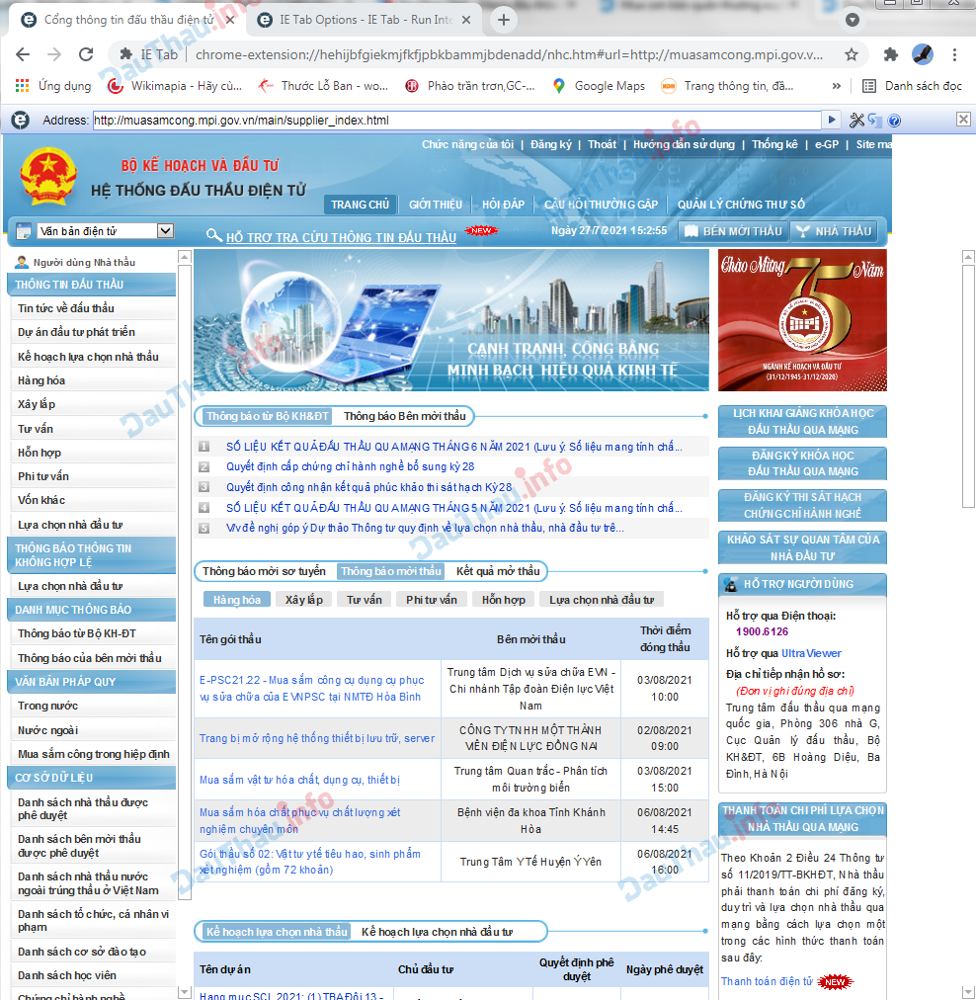 Cổng thông tin đấu thầu điện tử
IE Tab Options - IE Tab - Run Inte
IE Tab
chrome-extension://hehijbfgiekmjfkfjpbkbammjbdenadd/nhc.htm#url=http://muasamcong.mpi.gov.v...
Ứng dụng
Wikimapia - Hãy cù...
Thước Lỗ Ban - wo...
Phào trần trơn,GC-...
Google Maps
Trang thông tin, đã...
»
Danh sách đọc
Address:
http://muasamcong.mpi.gov.vn/main/supplier_index.html
Chức năng của tôi | Đăng ký | Thoát | Hướng dẫn sử dụng | Thống kê | e-GP | Site ma
BỘ KẾ HOẠCH VÀ ĐẦU TƯ
HỆ THỐNG ĐẤU THẦU ĐIỆN TỬ
TRANG CHỦ
GIỚI THIỆU
HỎI ĐÁP
CÂU HỎI THƯỜNG GẶP
QUẢN LÝ CHỨNG THƯ SỐ
Văn bản điện tử
HỖ TRỢ TRA CỨU THÔNG TIN ĐẤU THẦU
NEW
Ngày 27/7/2021 15:2:55
BÊN MỜI THẦU
NHÀ THẦU
Người dùng Nhà thầu
THÔNG TIN ĐẤU THẦU
Tin tức về đấu thầu
Dự án đầu tư phát triển
Kế hoạch lựa chọn nhà thầu
Hàng hóa
Xây lắp
Tư vấn
Hỗn hợp
Phi tư vấn
Vốn khác
Lựa chọn nhà đầu tư
THÔNG BÁO THÔNG TIN
KHÔNG HỢP LỆ
Lựa chọn nhà đầu tư
DANH MỤC THÔNG BÁO
Thông báo từ Bộ KH-ĐT
Thông báo của bên mời thầu
VĂN BẢN PHÁP QUY
Trong nước
Nước ngoài
Mua sắm công trong hiệp định
CƠ SỞ DỮ LIỆU
Danh sách nhà thầu được
phê duyệt
Danh sách bên mời thầu
được phê duyệt
Danh sách nhà thầu nước
ngoài trúng thầu ở Việt Nam
Danh sách tổ chức, cá nhân vi
phạm
Danh sách cơ sở đào tạo
Danh sách học viên
Chứng chỉ hành nghề
CẠNH TRANH, CÔNG BẰNG
MINH BẠCH, HIỆU QUẢ KINH TẾ
Thông báo từ Bộ KH&ĐT
Thông báo Bên mời thầu
1 SỐ LIỆU KẾT QUẢ ĐẤU THẦU QUA MẠNG THÁNG 6 NĂM 2021 (Lưu ý: Số liệu mang tính chấ...
2 Quyết định cấp chứng chỉ hành nghề bổ sung kỳ 28
3 Quyết định công nhận kết quả phúc khảo thi sát hạch Kỳ 28
4 SỐ LIỆU KẾT QUẢ ĐẤU THẦU QUA MẠNG THÁNG 5 NĂM 2021 (Lưu ý: Số liệu mang tính chấ...
5 V/v đề nghị góp ý Dự thảo Thông tư quy định về lựa chọn nhà thầu, nhà đầu tư trê...
Thông báo mời sơ tuyển
Thông báo mời thầu
Kết quả mở thầu
Hàng hóa
Xây lắp
Tư vấn
Phi tư vấn
Hỗn hợp
Lựa chọn nhà đầu tư
Tên gói thầu
Bên mời thầu
Thời điểm
đóng thầu
E-PSC21.22 - Mua sắm công cụ dụng cụ phục
vụ sửa chữa của EVNPSC tại NMTĐ Hòa Bình
Trung tâm Dịch vụ sửa chữa EVN -
Chi nhánh Tập đoàn Điện lực Việt
Nam
03/08/2021
10:00
Trang bị mở rộng hệ thống thiết bị lưu trữ, server
CÔNG TY TNHH MỘT THÀNH
VIÊN ĐIỆN LỰC ĐỒNG NAI
02/08/2021
09:00
Mua sắm vật tư hóa chất, dụng cụ, thiết bị
Trung tâm Quan trắc - Phân tích
môi trường biển
03/08/2021
15:00
Mua sắm hóa chất phục vụ chất lượng xét
nghiệm chuyên môn
Bệnh viện đa khoa Tỉnh Khánh
Hòa
06/08/2021
14:45
Gói thầu số 02: Vật tư y tế tiêu hao, sinh phẩm
xét nghiệm (gồm 72 khoản)
Trung Tâm Y Tế Huyện Ý Yên
06/08/2021
16:00
Kế hoạch lựa chọn nhà thầu
Kế hoạch lựa chọn nhà đầu tư
Tên dự án
Chủ đầu tư
Quyết định phê
duyệt
Ngày phê duyệt
Hạng mục SCL 2021: (1) TBA Đồi 13 -
Chào Mừng 75 Năm
MPI
NGÀNH KẾ HOẠCH VÀ ĐẦU TƯ
(31/12/1945-31/12/2020)
LỊCH KHAI GIẢNG KHÓA HỌC
ĐẤU THẦU QUA MẠNG
ĐĂNG KÝ KHÓA HỌC
ĐẤU THẦU QUA MẠNG
ĐĂNG KÝ THI SÁT HẠCH
CHỨNG CHỈ HÀNH NGHỀ
KHẢO SÁT SỰ QUAN TÂM CỦA
NHÀ ĐẦU TƯ
HỖ TRỢ NGƯỜI DÙNG
Hỗ trợ qua Điện thoại:
1900.6126
Hỗ trợ qua UltraViewer
Địa chỉ tiếp nhận hồ sơ:
(Đơn vị ghi đúng địa chỉ)
Trung tâm đấu thầu qua mạng
quốc gia, Phòng 306 nhà G,
Cục Quản lý đấu thầu, Bộ
KH&ĐT, 6B Hoàng Diệu, Ba
Đình, Hà Nội
THANH TOÁN CHI PHÍ LỰA CHỌN
NHÀ THẦU QUA MẠNG
Theo Khoản 2 Điều 24 Thông tư
số 11/2019/TT-BKHĐT, Nhà thầu
phải thanh toán chi phí đăng ký,
duy trì và lựa chọn nhà thầu qua
mạng bằng cách lựa chọn một
trong các hình thức thanh toán
sau đây:
Thanh toán điện tử NEW
DauThau.info
DauThau.info
DauThau.info
DauThau.info
DauThau.info
DauThau.info